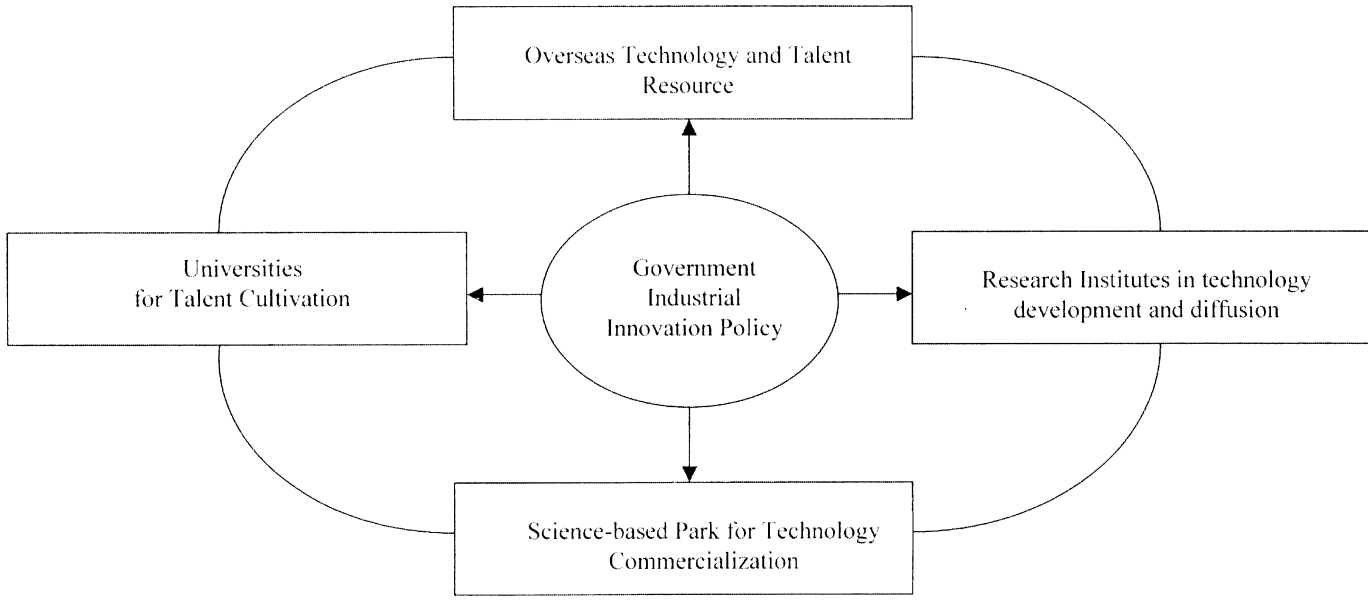 Overseas Technology and Talent
Resource
Universities
for Talent Cultivation
Government
Industrial
Innovation Policy
Research Institutes in technology
development and diffusion
Science-based Park for Technology
Commercialization